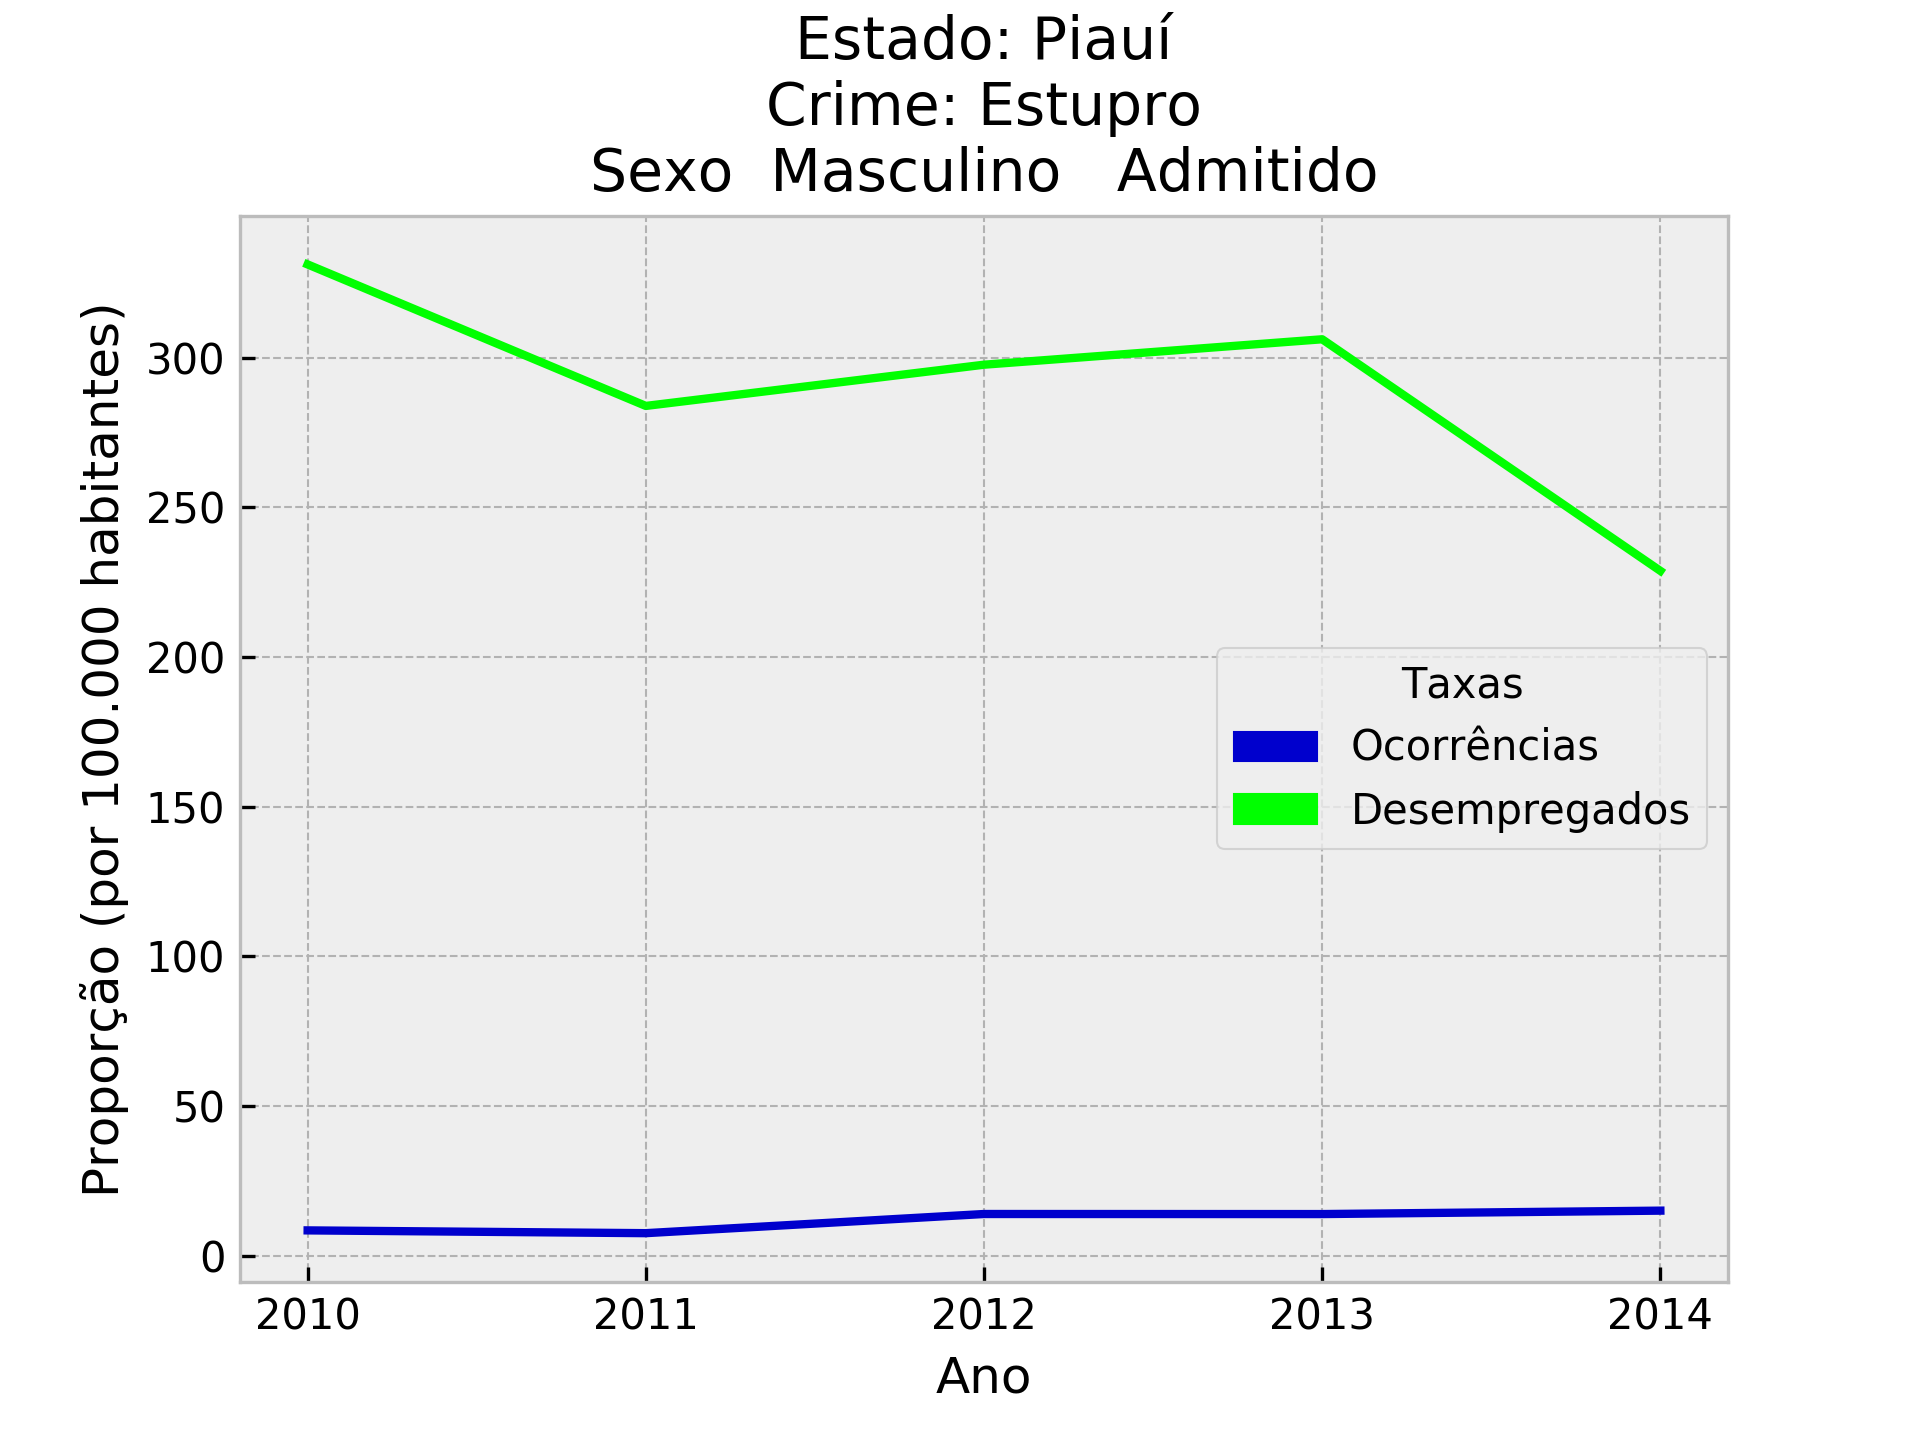 Estado: Piauí
Crime: Estupro
Sexo  Masculino   Admitido
Proporção (por 100.000 habitantes)
300
250
200
150
100
50
0
Taxas
Ocorrências
Desempregados
2010 2011 2012 2013 2014
Ano